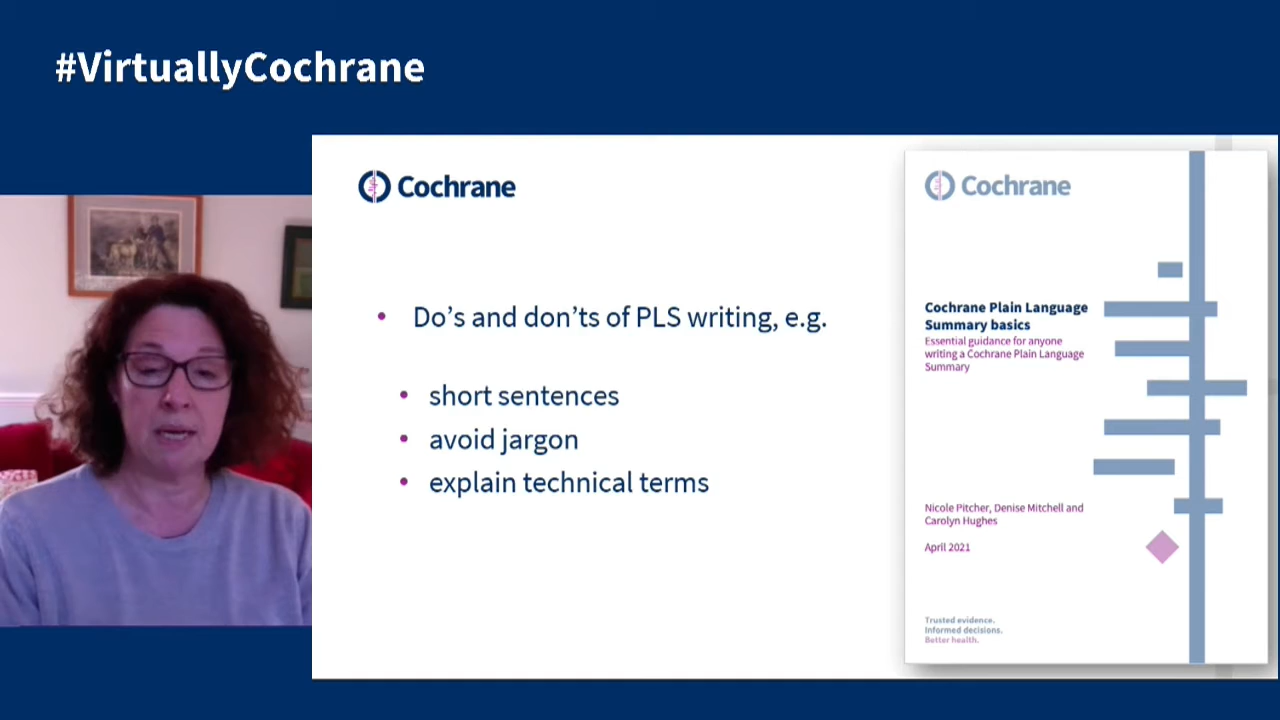 #VirtuallyCochrane
Cochrane
Do’s and don’ts of PLS writing, e.g.
short sentences
avoid jargon
explain technical terms
Cochrane
Cochrane Plain Language
Summary basics
Essential guidance for anyone
writing a Cochrane Plain Language
Summary
Nicole Pitcher, Denise Mitchell and
Carolyn Hughes
April 2021
Trusted evidence.
Informed decisions.
Better health.